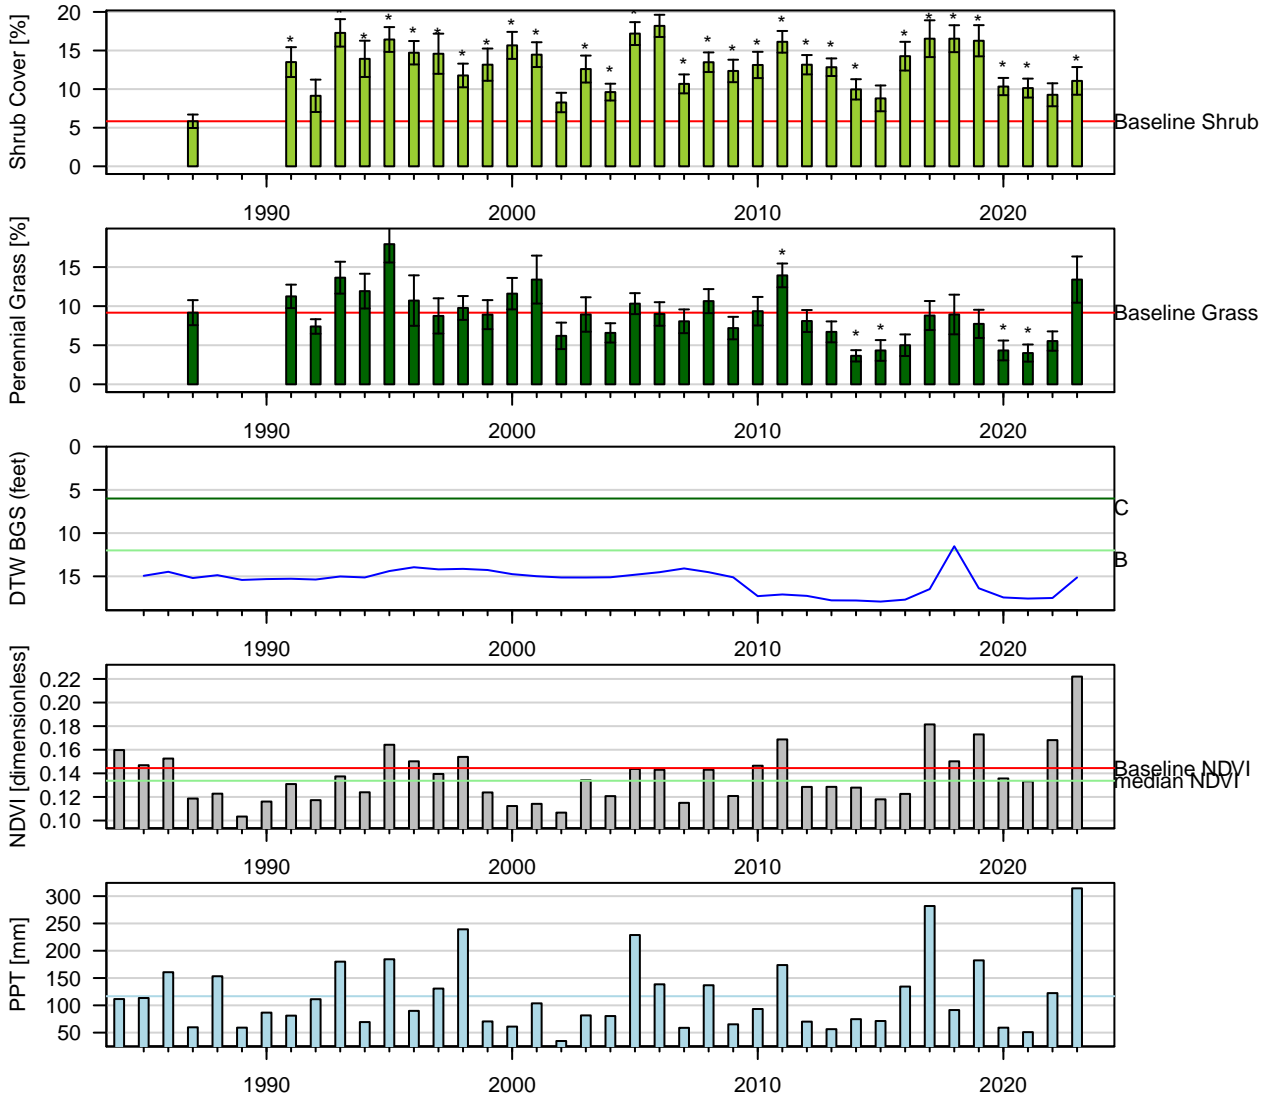 Shrub Cover [%]
20
15
10
5
0
Baseline Shrub
1990 2000 2010 2020
Perennial Grass [%]
15
10
5
0
Baseline Grass
1990 2000 2010 2020
DTW BGS (feet)
0
5
10
15
C
B
1990 2000 2010 2020
NDVI [dimensionless]
0.22
0.20
0.18
0.16
0.14
0.12
0.10
Baseline NDVI
median NDVI
1990 2000 2010 2020
PPT [mm]
300
250
200
150
100
50
1990 2000 2010 2020